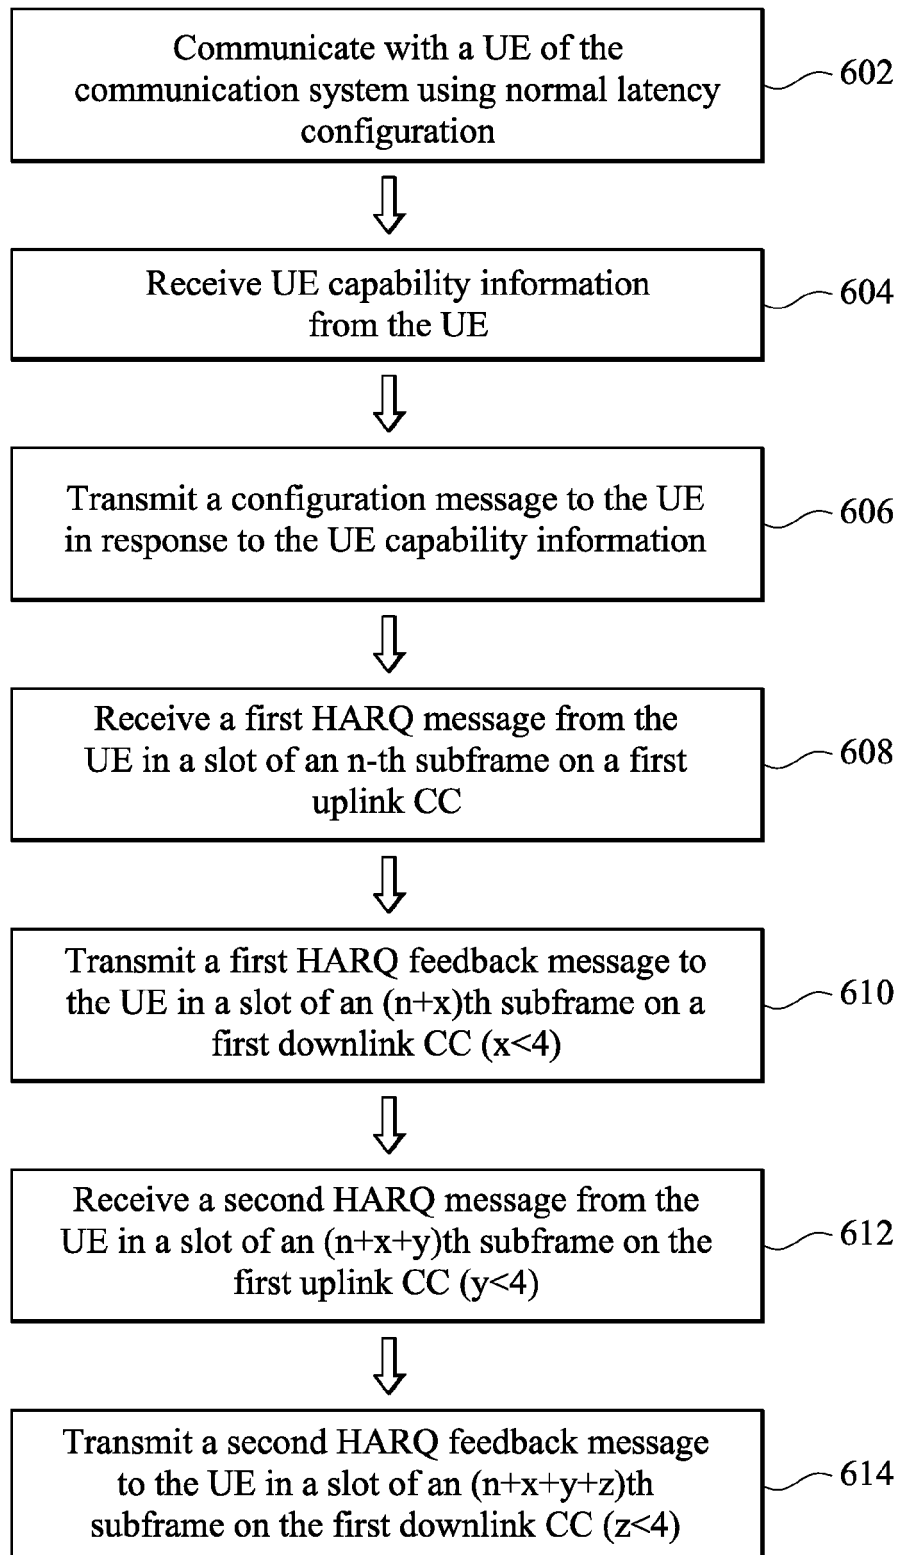 Communicate with a UE of the
communication system using normal latency
configuration
602
Receive UE capability information
from the UE
604
Transmit a configuration message to the UE
in response to the UE capability information
606
Receive a first HARQ message from the
UE in a slot of an n-th subframe on a first
uplink CC
608
Transmit a first HARQ feedback message to
the UE in a slot of an (n+x)th subframe on a
first downlink CC (x<4)
610
Receive a second HARQ message from the
UE in a slot of an (n+x+y)th subframe on the
first uplink CC (y<4)
612
Transmit a second HARQ feedback message
to the UE in a slot of an (n+x+y+z)th
subframe on the first downlink CC (z<4)
614